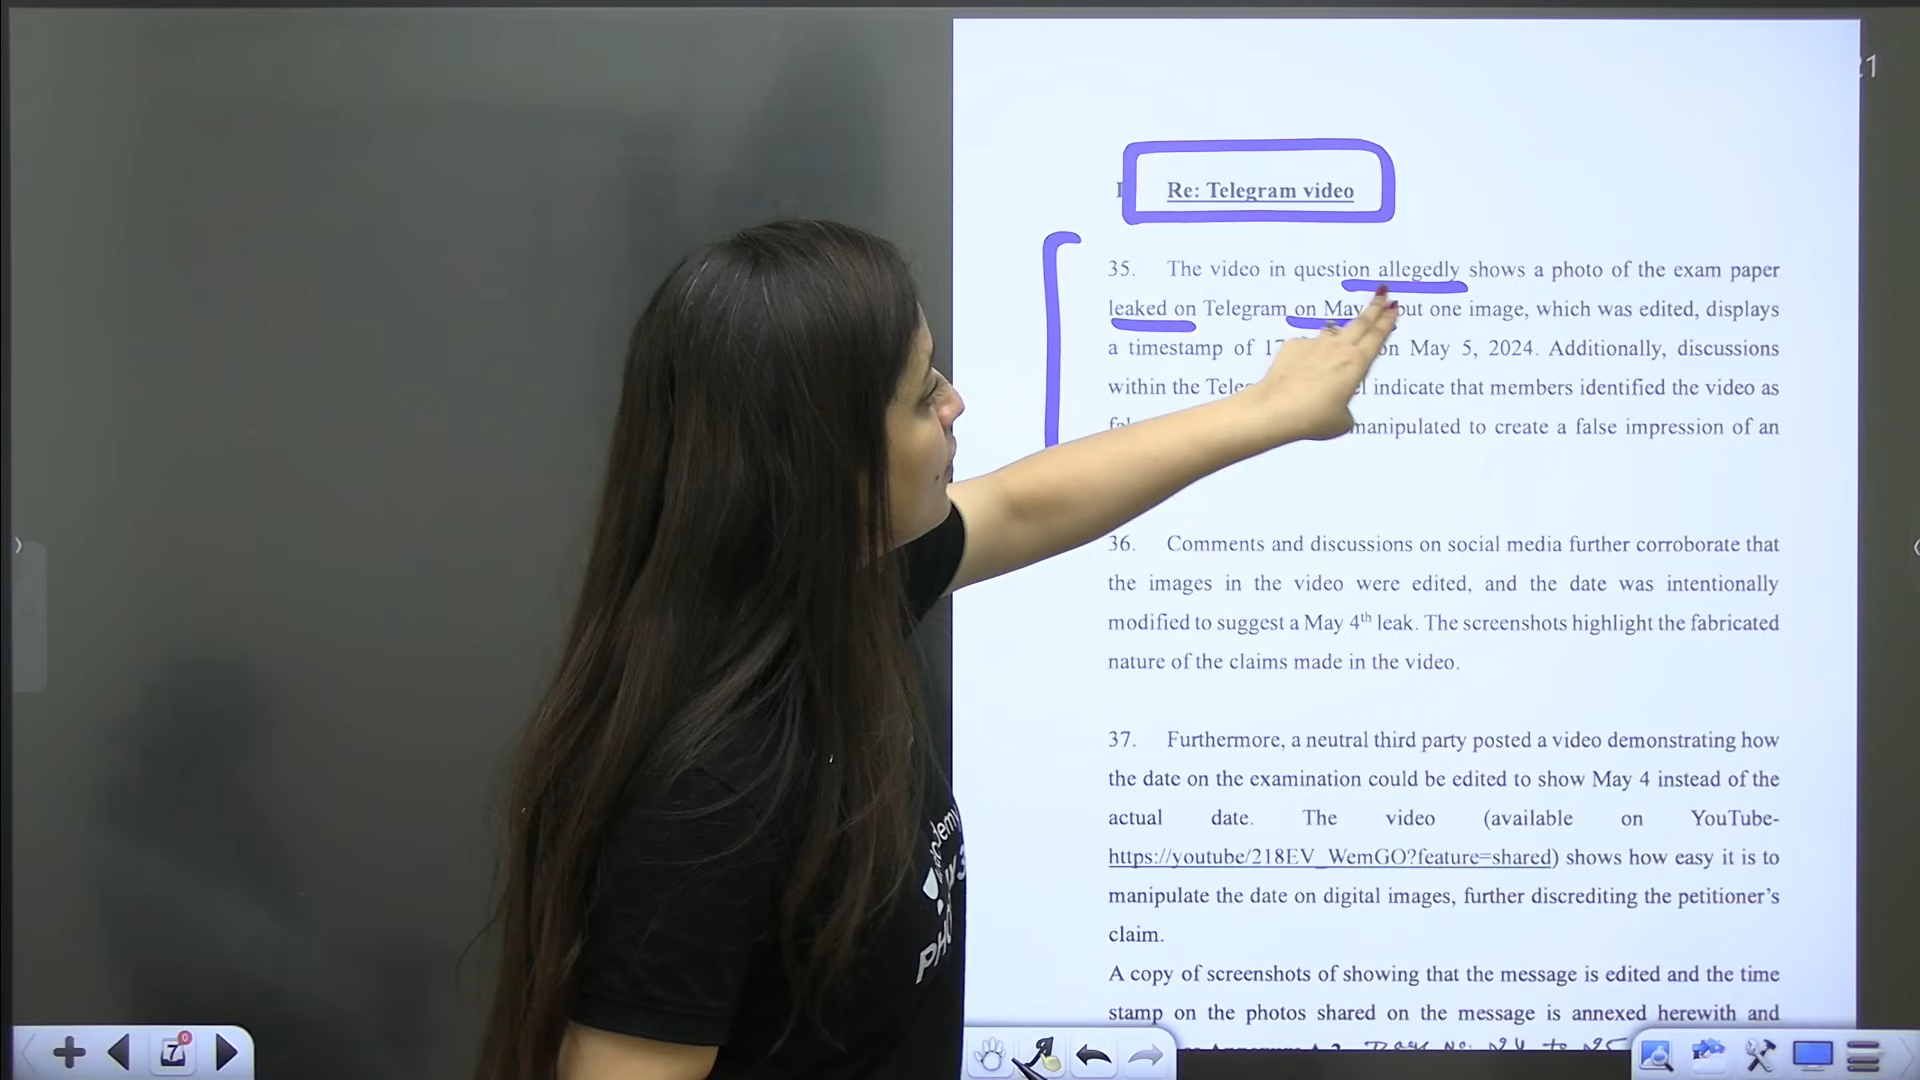 21
Re: Telegram video
35. The video in question allegedly shows a photo of the exam paper
leaked on Telegram on May but one image, which was edited, displays
a timestamp of 17 on May 5, 2024. Additionally, discussions
within the indicate that members identified the video as
manipulated to create a false impression of an
36. Comments and discussions on social media further corroborate that
the images in the video were edited, and the date was intentionally
modified to suggest a May 4th leak. The screenshots highlight the fabricated
nature of the claims made in the video.
37. Furthermore, a neutral third party posted a video demonstrating how
the date on the examination could be edited to show May 4 instead of the
actual date. The video (available on YouTube-
https://youtube/218EV_WemGO?feature=shared) shows how easy it is to
manipulate the date on digital images, further discrediting the petitioner's
claim.
A copy of screenshots of showing that the message is edited and the time
stamp on the photos shared on the message is annexed herewith and
7
0